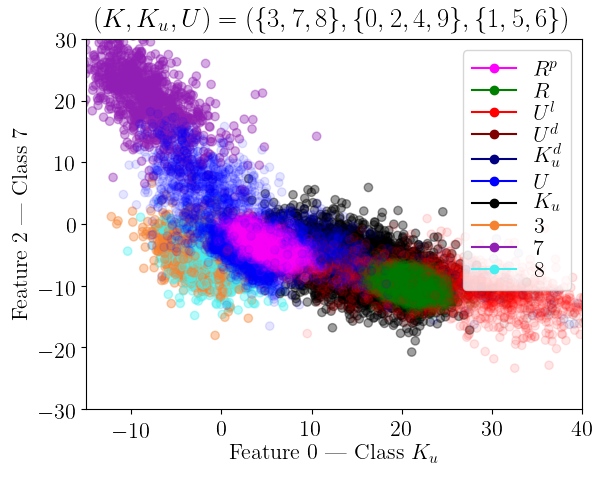 (K, K_u, U) = ({3, 7, 8}, {0, 2, 4, 9}, {1, 5, 6})
30
20
10
0
−10
−20
−30
Feature 2 — Class 7
R^p
R
U^l
U^d
K_u^d
U
K_u
3
7
8
−10
0
10
20
30
40
Feature 0 — Class K_u